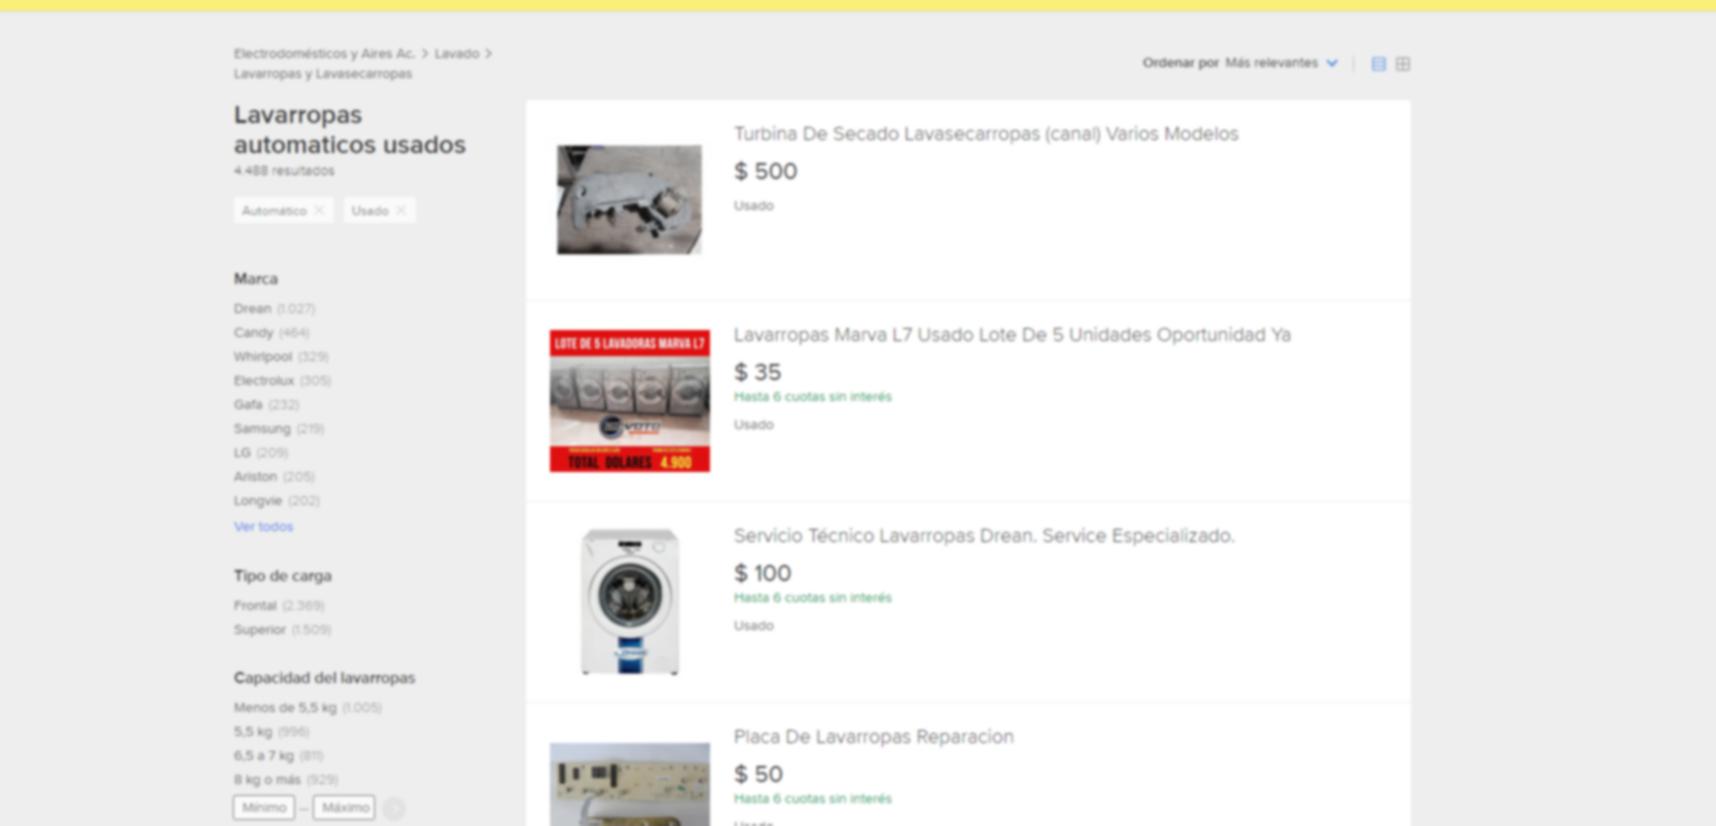 Electrodomésticos y Aires Ac. > Lavado >
Lavarropas y Lavasecarropas
Lavarropas
automaticos usados
4.488 resultados
Automático ×
Usado ×
Marca
Drean (1.027)
Candy (464)
Whirlpool (329)
Electrolux (305)
Gafa (232)
Samsung (219)
LG (209)
Ariston (205)
Longvie (202)
Ver todos
Tipo de carga
Frontal (2.369)
Superior (1.509)
Capacidad del lavarropas
Menos de 5,5 kg (1.005)
5,5 kg (996)
6,5 a 7 kg (811)
8 kg o más (929)
Mínimo — Máximo
Ordenar por Más relevantes
Turbina De Secado Lavasecarropas (canal) Varios Modelos
$ 500
Usado
LOTE DE 5 LAVADORAS MARVA L7
TOTAL DOLARES 4.900
Lavarropas Marva L7 Usado Lote De 5 Unidades Oportunidad Ya
$ 35
Hasta 6 cuotas sin interés
Usado
Servicio Técnico Lavarropas Drean. Service Especializado.
$ 100
Hasta 6 cuotas sin interés
Usado
Placa De Lavarropas Reparacion
$ 50
Hasta 6 cuotas sin interés
Usado